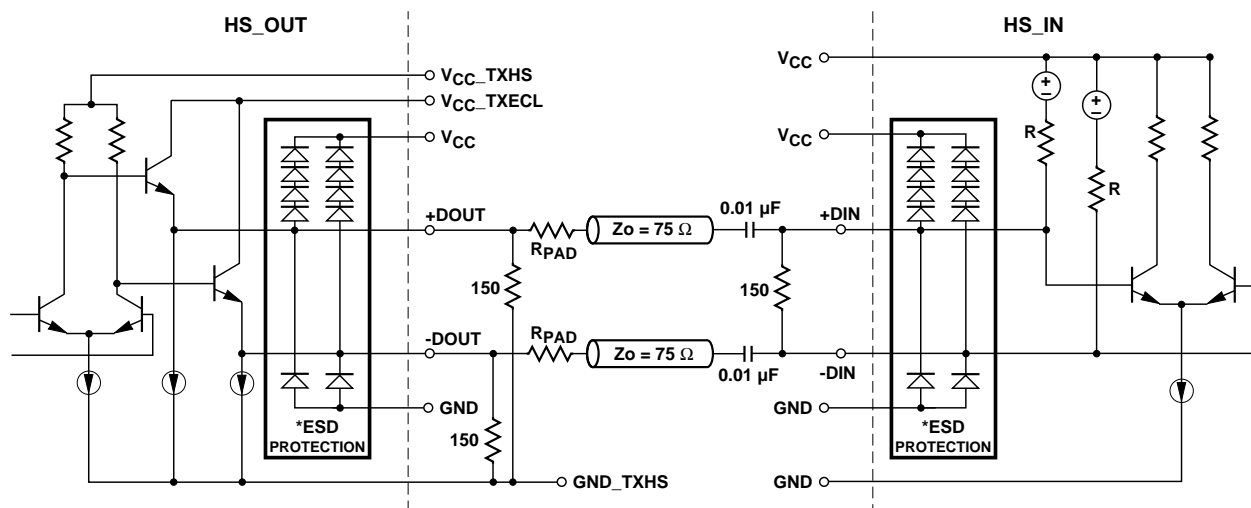 HS_OUT
HS_IN
VCC_TXHS
VCC_TXECL
VCC
VCC
VCC
R
R
+DOUT
RPAD
Zo = 75 Ω
0.01 µF
+DIN
150
150
-DOUT
RPAD
Zo = 75 Ω
0.01 µF
-DIN
GND
GND
*ESD
PROTECTION
150
*ESD
PROTECTION
GND_TXHS
GND